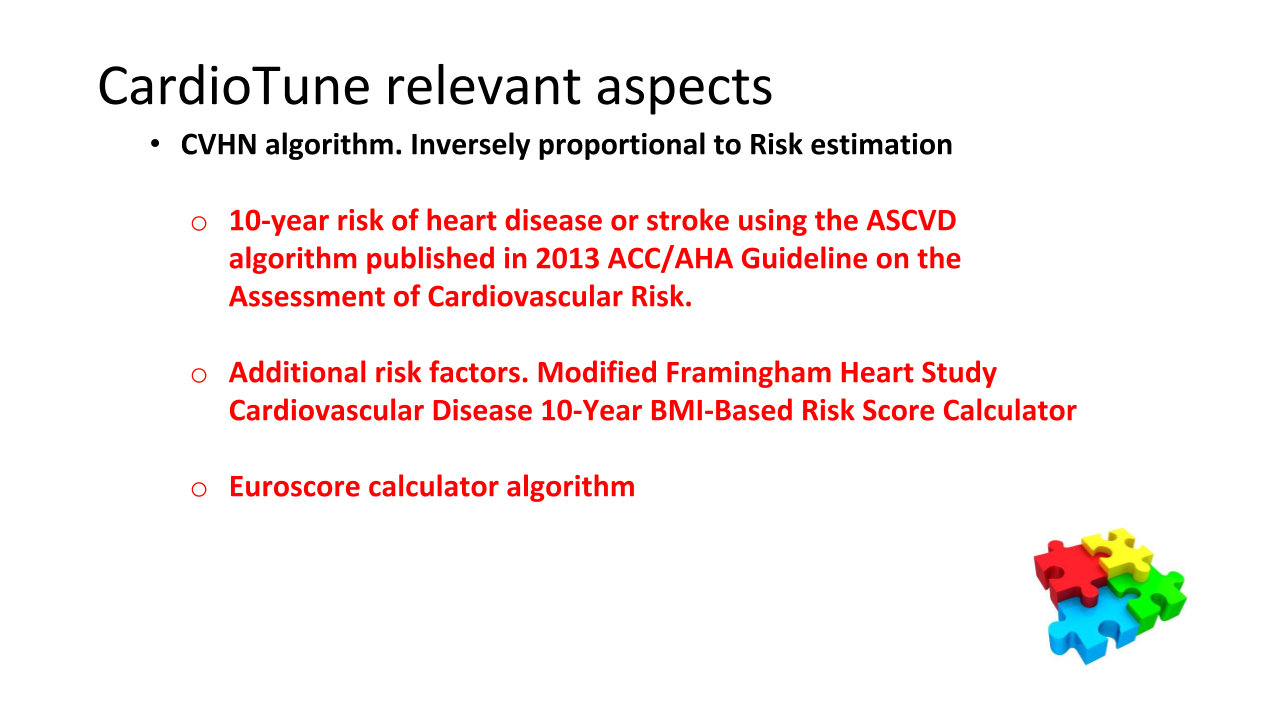 CardioTune relevant aspects
• CVHN algorithm. Inversely proportional to Risk estimation
o 10-year risk of heart disease or stroke using the ASCVD
algorithm published in 2013 ACC/AHA Guideline on the
Assessment of Cardiovascular Risk.
o Additional risk factors. Modified Framingham Heart Study
Cardiovascular Disease 10-Year BMI-Based Risk Score Calculator
o Euroscore calculator algorithm